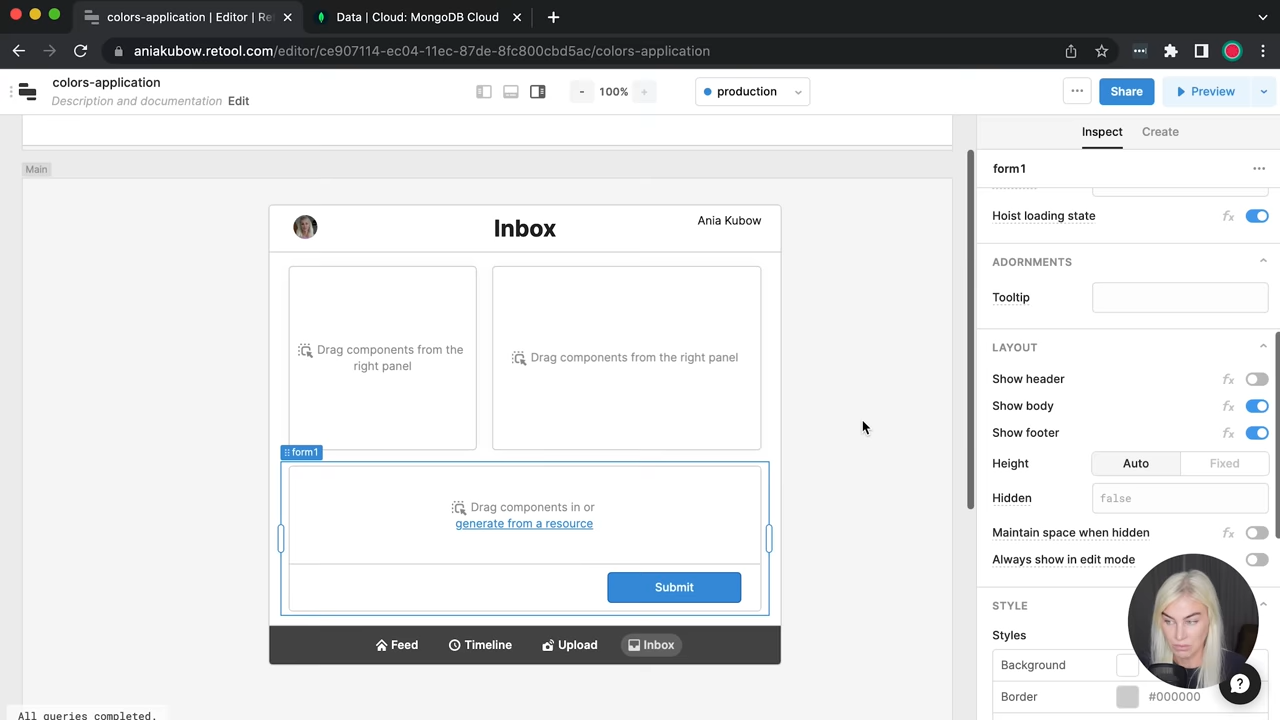 colors-application | Editor | Re
Data | Cloud: MongoDB Cloud
aniakubow.retool.com/editor/ce907114-ec04-11ec-87de-8fc800cbd5ac/colors-application
colors-application
Description and documentation Edit
- 100% +
production
Share
Preview
Inspect Create
form1
Main
Inbox
Ania Kubow
Drag components from the
right panel
Drag components from the right panel
form1
Drag components in or
generate from a resource
Submit
Feed Timeline Upload Inbox
All queries completed.
Hoist loading state fx
ADORNMENTS
Tooltip
LAYOUT
Show header fx
Show body fx
Show footer fx
Height Auto Fixed
Hidden false
Maintain space when hidden fx
Always show in edit mode
STYLE
Styles
Background
Border #000000